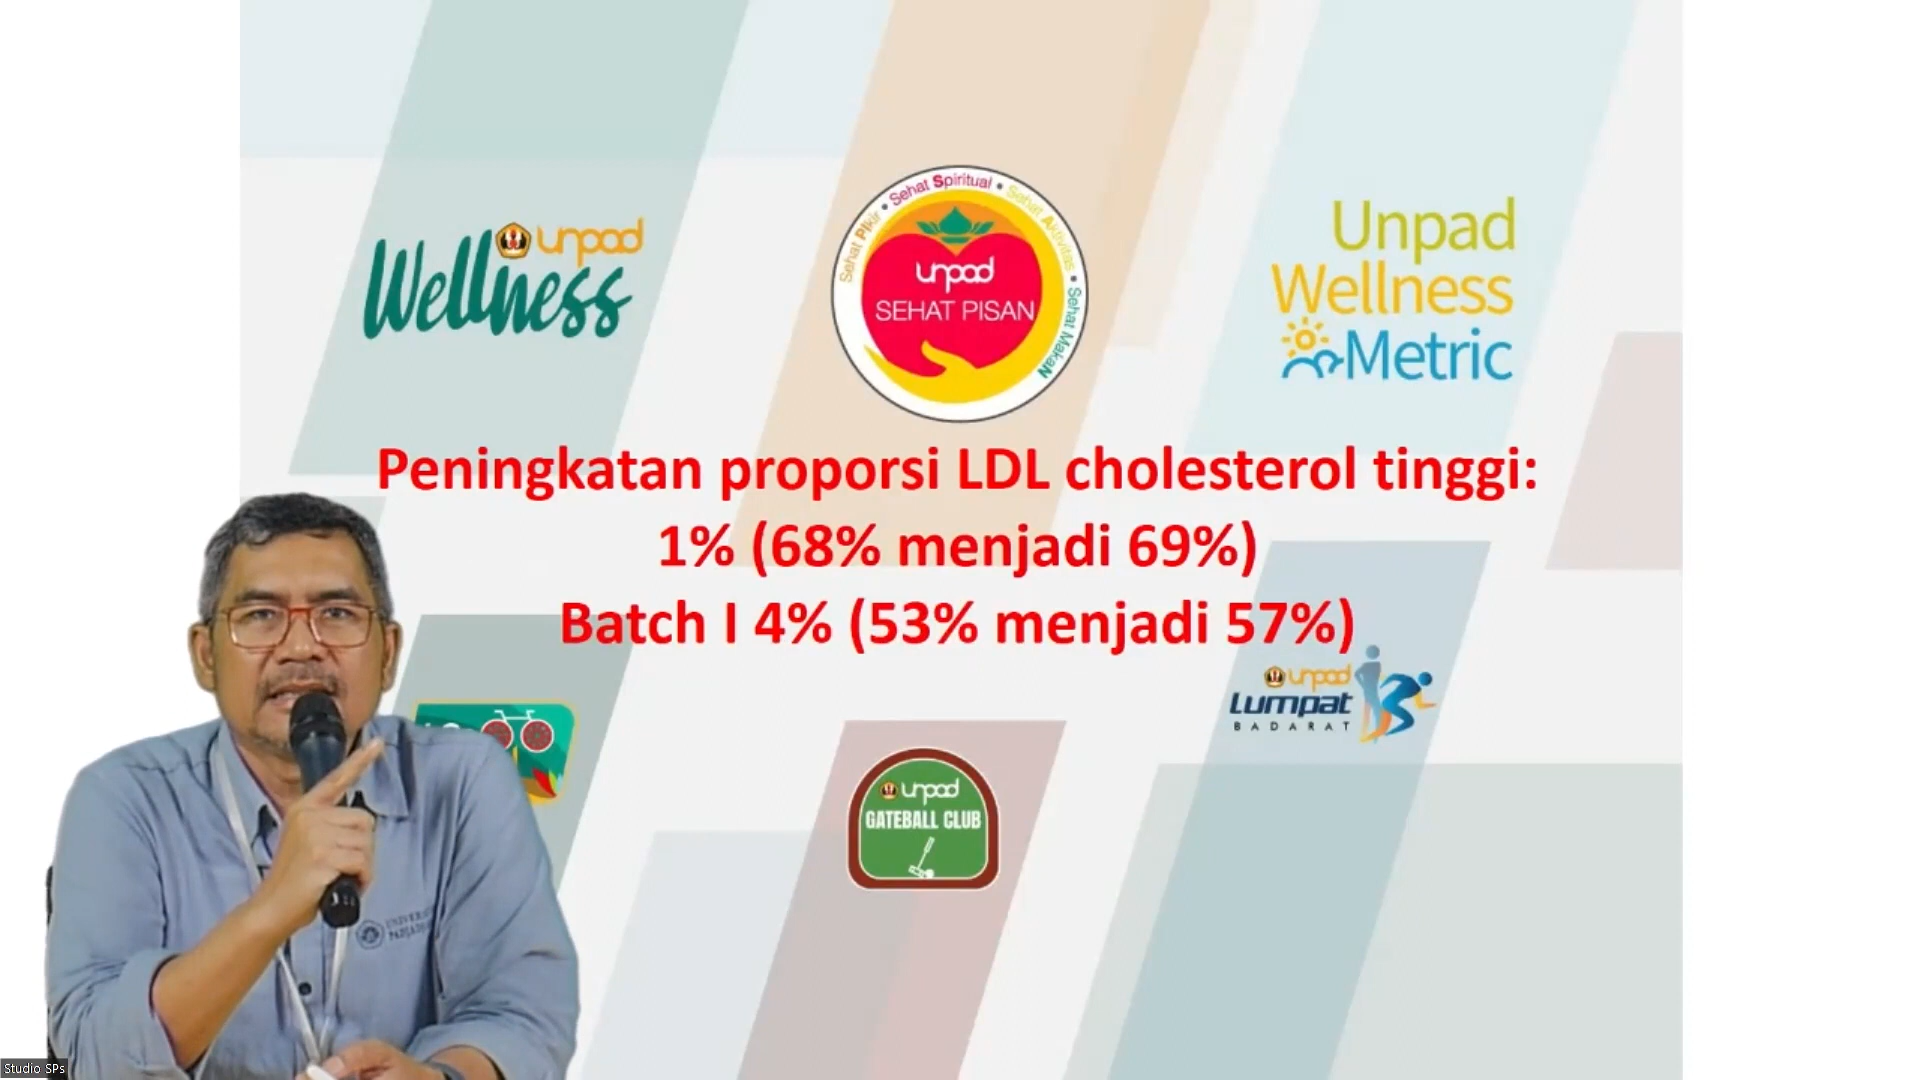 unpad
Wellness
Sehat PIkir • Sehat Spiritual • Sehat Aktivitas • Sehat MakaN
unpad
SEHAT PISAN
Unpad
Wellness
Metric
Peningkatan proporsi LDL cholesterol tinggi:
1% (68% menjadi 69%)
Batch I 4% (53% menjadi 57%)
unpad
Lumpat
BADARAT
unpad
GATEBALL CLUB
Studio SPs